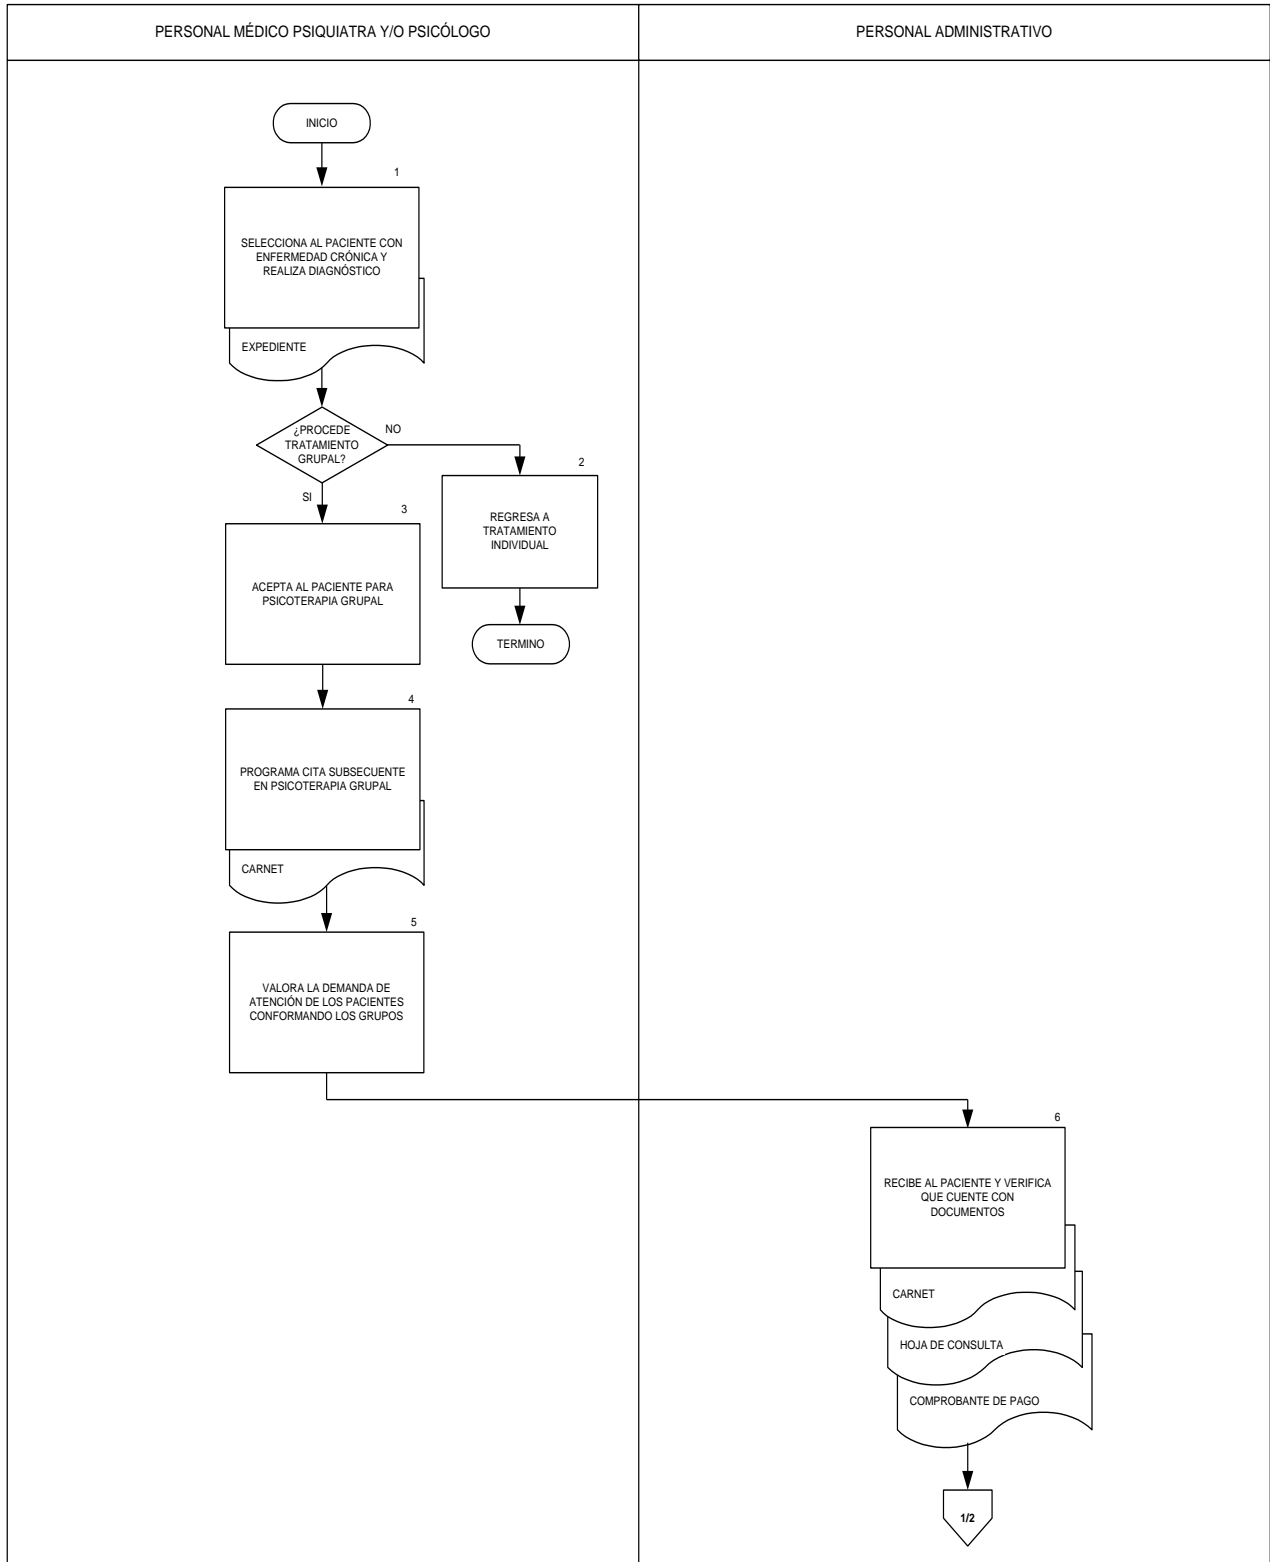 PERSONAL MÉDICO PSIQUIATRA Y/O PSICÓLOGO
PERSONAL ADMINISTRATIVO
INICIO
1
SELECCIONA AL PACIENTE CON
ENFERMEDAD CRÓNICA Y
REALIZA DIAGNÓSTICO
EXPEDIENTE
¿PROCEDE
TRATAMIENTO
GRUPAL?
NO
SI
2
REGRESA A
TRATAMIENTO
INDIVIDUAL
TERMINO
3
ACEPTA AL PACIENTE PARA
PSICOTERAPIA GRUPAL
4
PROGRAMA CITA SUBSECUENTE
EN PSICOTERAPIA GRUPAL
CARNET
5
VALORA LA DEMANDA DE
ATENCIÓN DE LOS PACIENTES
CONFORMANDO LOS GRUPOS
6
RECIBE AL PACIENTE Y VERIFICA
QUE CUENTE CON
DOCUMENTOS
CARNET
HOJA DE CONSULTA
COMPROBANTE DE PAGO
1/2